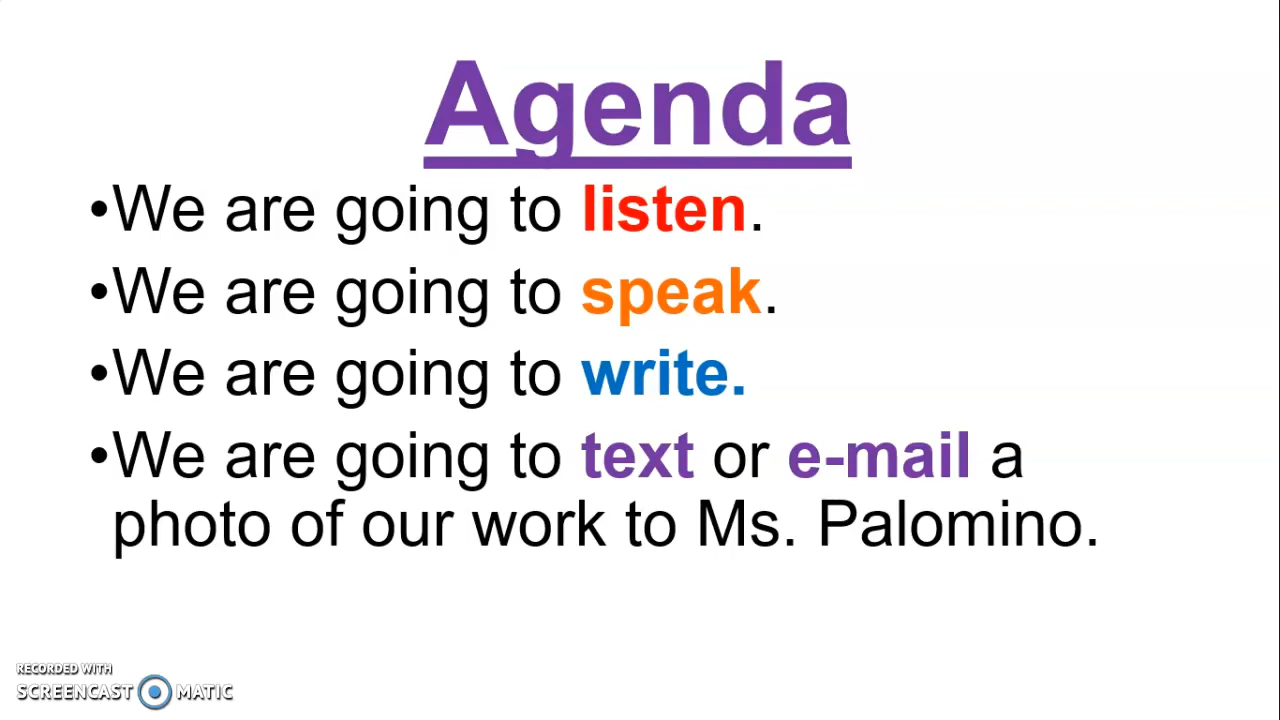 Agenda
•We are going to listen.
•We are going to speak.
•We are going to write.
•We are going to text or e-mail a
photo of our work to Ms. Palomino.
RECORDED WITH
SCREENCAST MATIC